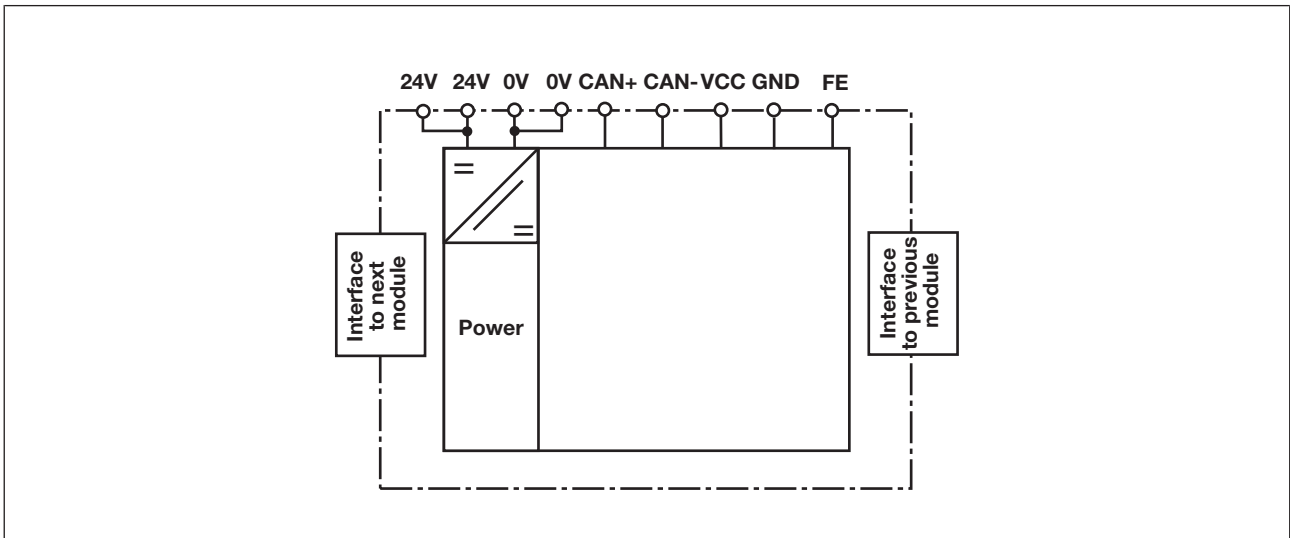 24V 24V 0V 0V CAN+ CAN- VCC GND FE
Interface
to next
module
Power
Interface
to previous
module